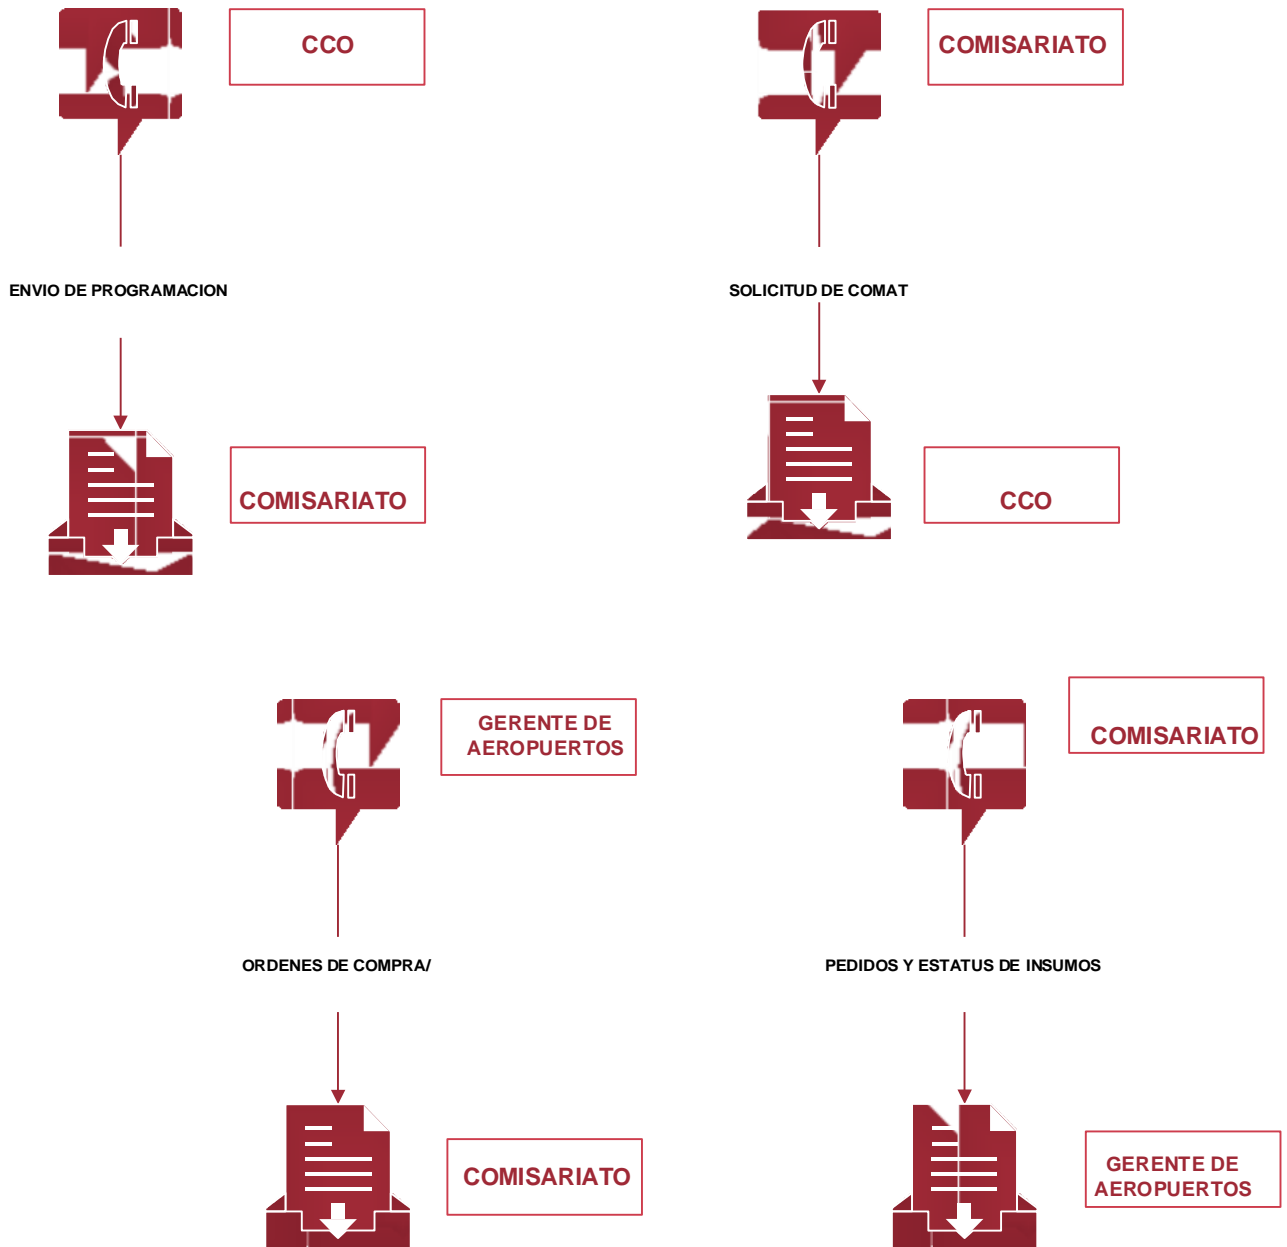 CCO
COMISARIATO
ENVIO DE PROGRAMACION
SOLICITUD DE COMAT
COMISARIATO
CCO
GERENTE DE
AEROPUERTOS
COMISARIATO
ORDENES DE COMPRA/
PEDIDOS Y ESTATUS DE INSUMOS
COMISARIATO
GERENTE DE
AEROPUERTOS